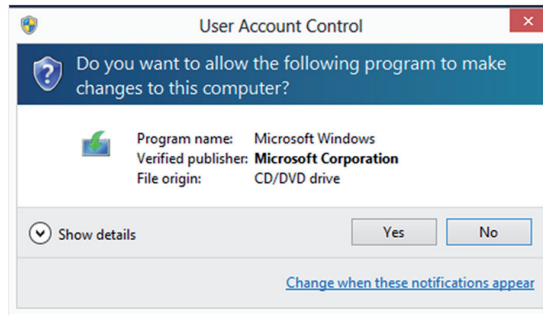 User Account Control
Do you want to allow the following program to make
changes to this computer?
Program name: Microsoft Windows
Verified publisher: Microsoft Corporation
File origin: CD/DVD drive
Show details
Yes
No
Change when these notifications appear